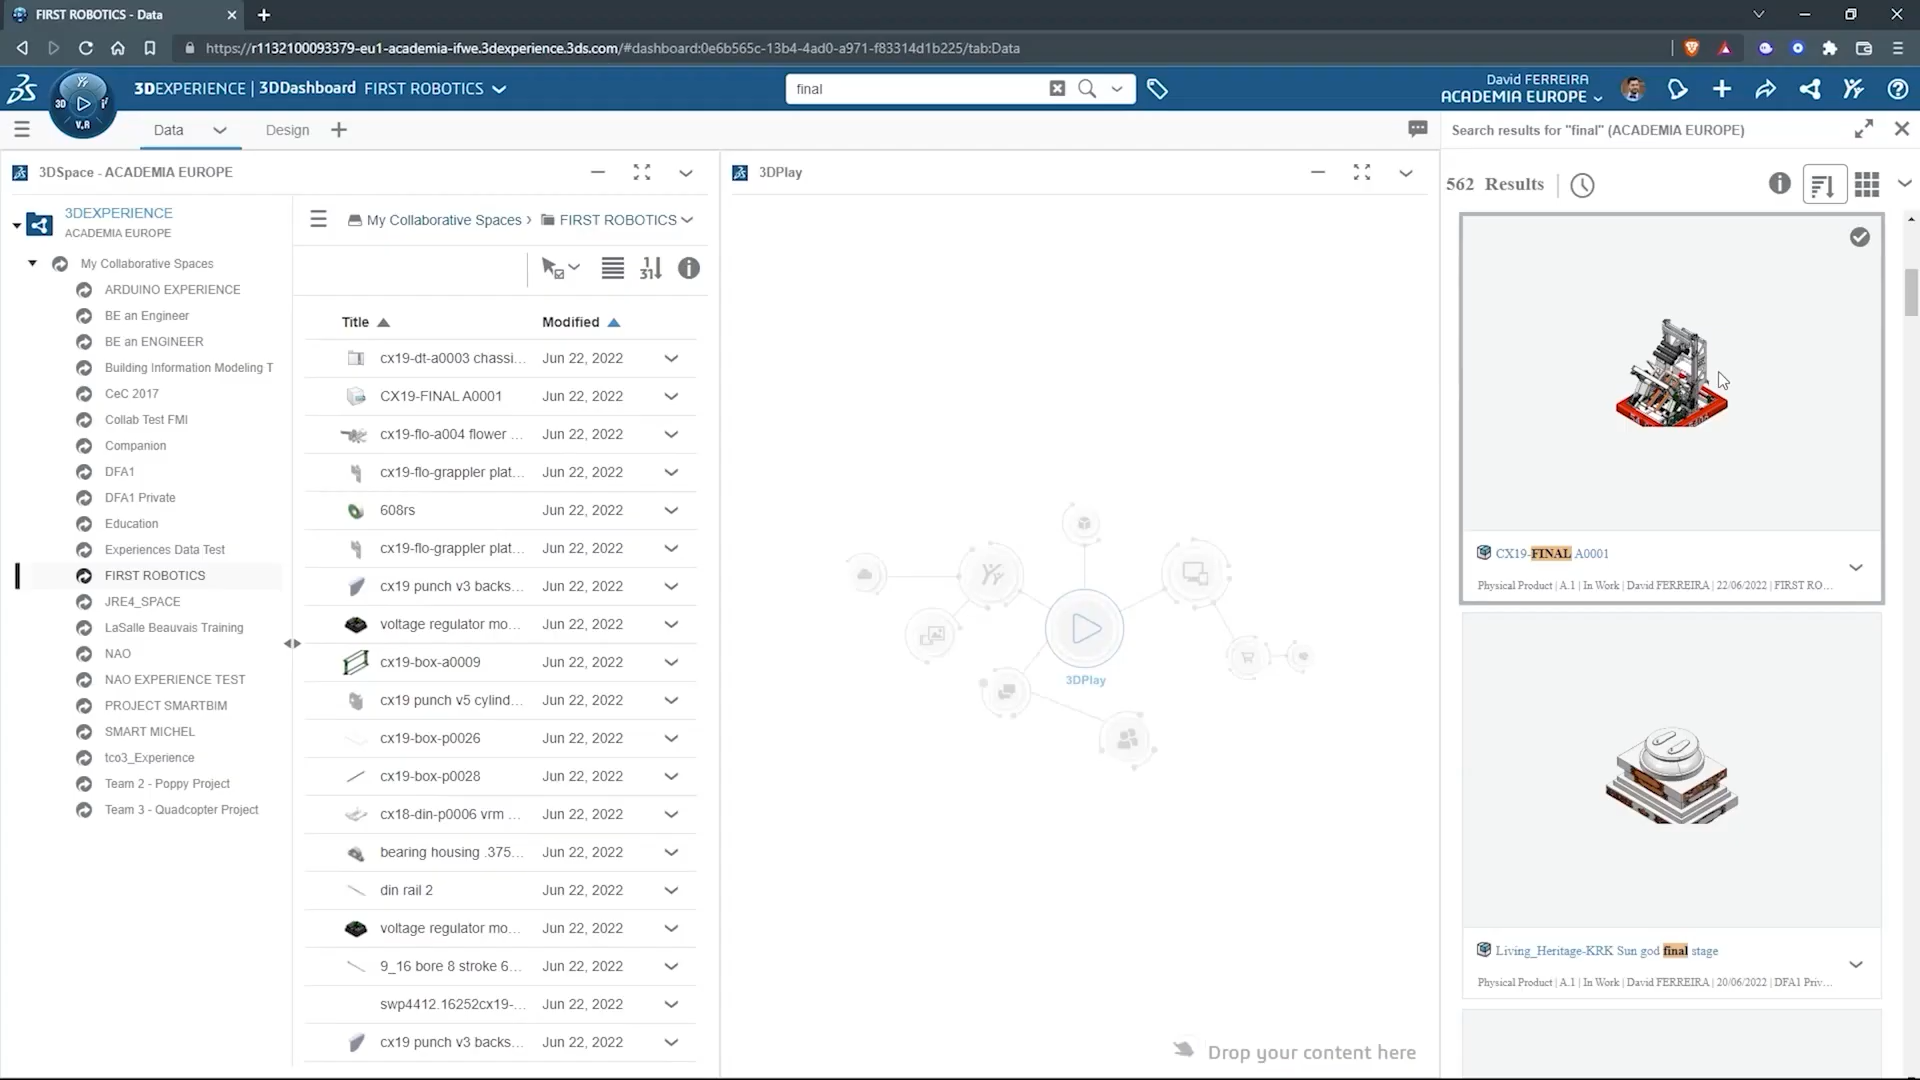 FIRST ROBOTICS - Data
https://r1132100093379-eu1-academia-ifwe.3dexperience.3ds.com/#dashboard:0e6b565c-13b4-4ad0-a971-f83314d1b225/tab:Data
3D
V.R
3DEXPERIENCE | 3DDashboard FIRST ROBOTICS
final
David FERREIRA
ACADEMIA EUROPE
Data
Design
Search results for "final" (ACADEMIA EUROPE)
3DSpace - ACADEMIA EUROPE
3DEXPERIENCE
ACADEMIA EUROPE
My Collaborative Spaces
ARDUINO EXPERIENCE
BE an Engineer
BE an ENGINEER
Building Information Modeling T
CeC 2017
Collab Test FMI
Companion
DFA1
DFA1 Private
Education
Experiences Data Test
FIRST ROBOTICS
JRE4_SPACE
LaSalle Beauvais Training
NAO
NAO EXPERIENCE TEST
PROJECT SMARTBIM
SMART MICHEL
tco3_Experience
Team 2 - Poppy Project
Team 3 - Quadcopter Project
My Collaborative Spaces › FIRST ROBOTICS
1
31
Title Modified
cx19-dt-a0003 chassi... Jun 22, 2022
CX19-FINAL A0001 Jun 22, 2022
cx19-flo-a004 flower ... Jun 22, 2022
cx19-flo-grappler plat... Jun 22, 2022
608rs Jun 22, 2022
cx19-flo-grappler plat... Jun 22, 2022
cx19 punch v3 backs... Jun 22, 2022
voltage regulator mo... Jun 22, 2022
cx19-box-a0009 Jun 22, 2022
cx19 punch v5 cylind... Jun 22, 2022
cx19-box-p0026 Jun 22, 2022
cx19-box-p0028 Jun 22, 2022
cx18-din-p0006 vrm ... Jun 22, 2022
bearing housing .375... Jun 22, 2022
din rail 2 Jun 22, 2022
voltage regulator mo... Jun 22, 2022
9_16 bore 8 stroke 6... Jun 22, 2022
swp4412.16252cx19-... Jun 22, 2022
cx19 punch v3 backs... Jun 22, 2022
3DPlay
3DPlay
Drop your content here
562 Results
CX19-FINAL A0001
Physical Product | A.1 | In Work | David FERREIRA | 22/06/2022 | FIRST RO...
Living_Heritage-KRK Sun god final stage
Physical Product | A.1 | In Work | David FERREIRA | 20/06/2022 | DFA1 Priv...